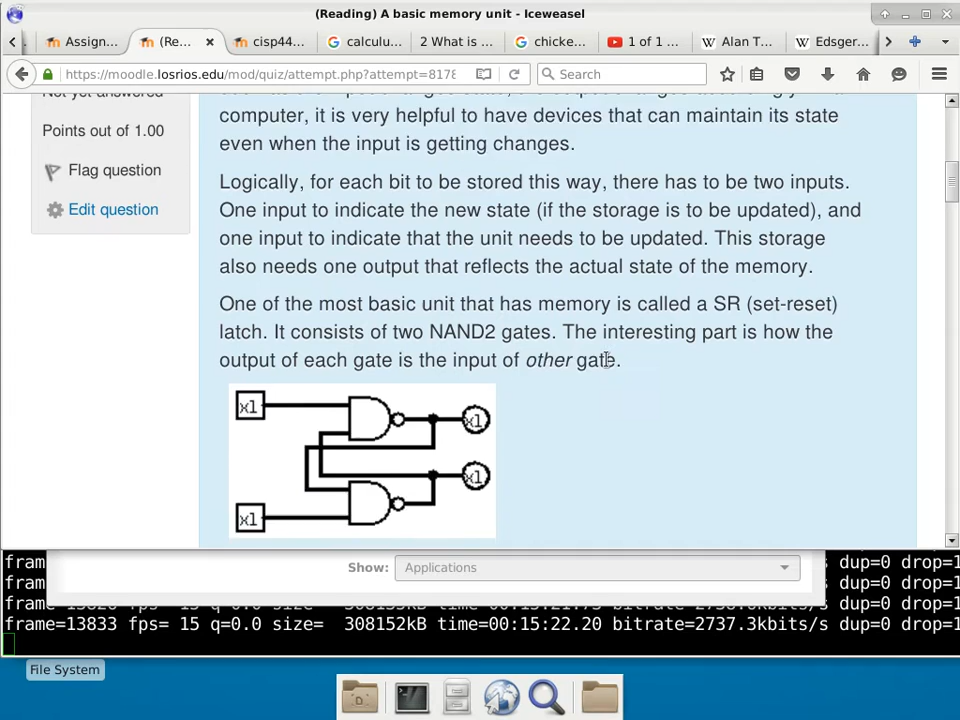 (Reading) A basic memory unit - Iceweasel
Assign... (Re... cisp44... calculu... 2 What is ... chicke... 1 of 1 ... Alan T... Edsger...
https://moodle.losrios.edu/mod/quiz/attempt.php?attempt=8178 Search
Not yet answered
Points out of 1.00
Flag question
Edit question
computer, it is very helpful to have devices that can maintain its state
even when the input is getting changes.
Logically, for each bit to be stored this way, there has to be two inputs.
One input to indicate the new state (if the storage is to be updated), and
one input to indicate that the unit needs to be updated. This storage
also needs one output that reflects the actual state of the memory.
One of the most basic unit that has memory is called a SR (set-reset)
latch. It consists of two NAND2 gates. The interesting part is how the
output of each gate is the input of other gate.
x1
x1
x1
x1
Show: Applications
fram s dup=0 drop=1
fram s dup=0 drop=1
dup=0 drop=1
frame=13833 fps= 15 q=0.0 size= 308152kB time=00:15:22.20 bitrate=2737.3kbits/s dup=0 drop=1
File System